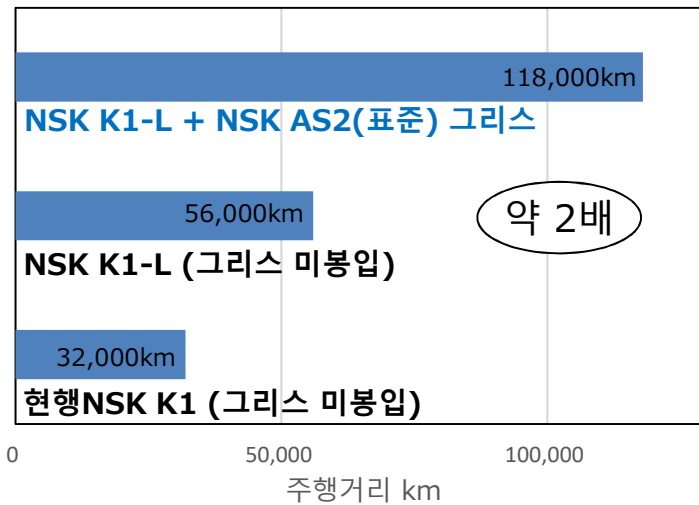 118,000km
NSK K1-L + NSK AS2(표준) 그리스
56,000km
약 2배
NSK K1-L (그리스 미봉입)
32,000km
현행NSK K1 (그리스 미봉입)
0 50,000 100,000
주행거리 km